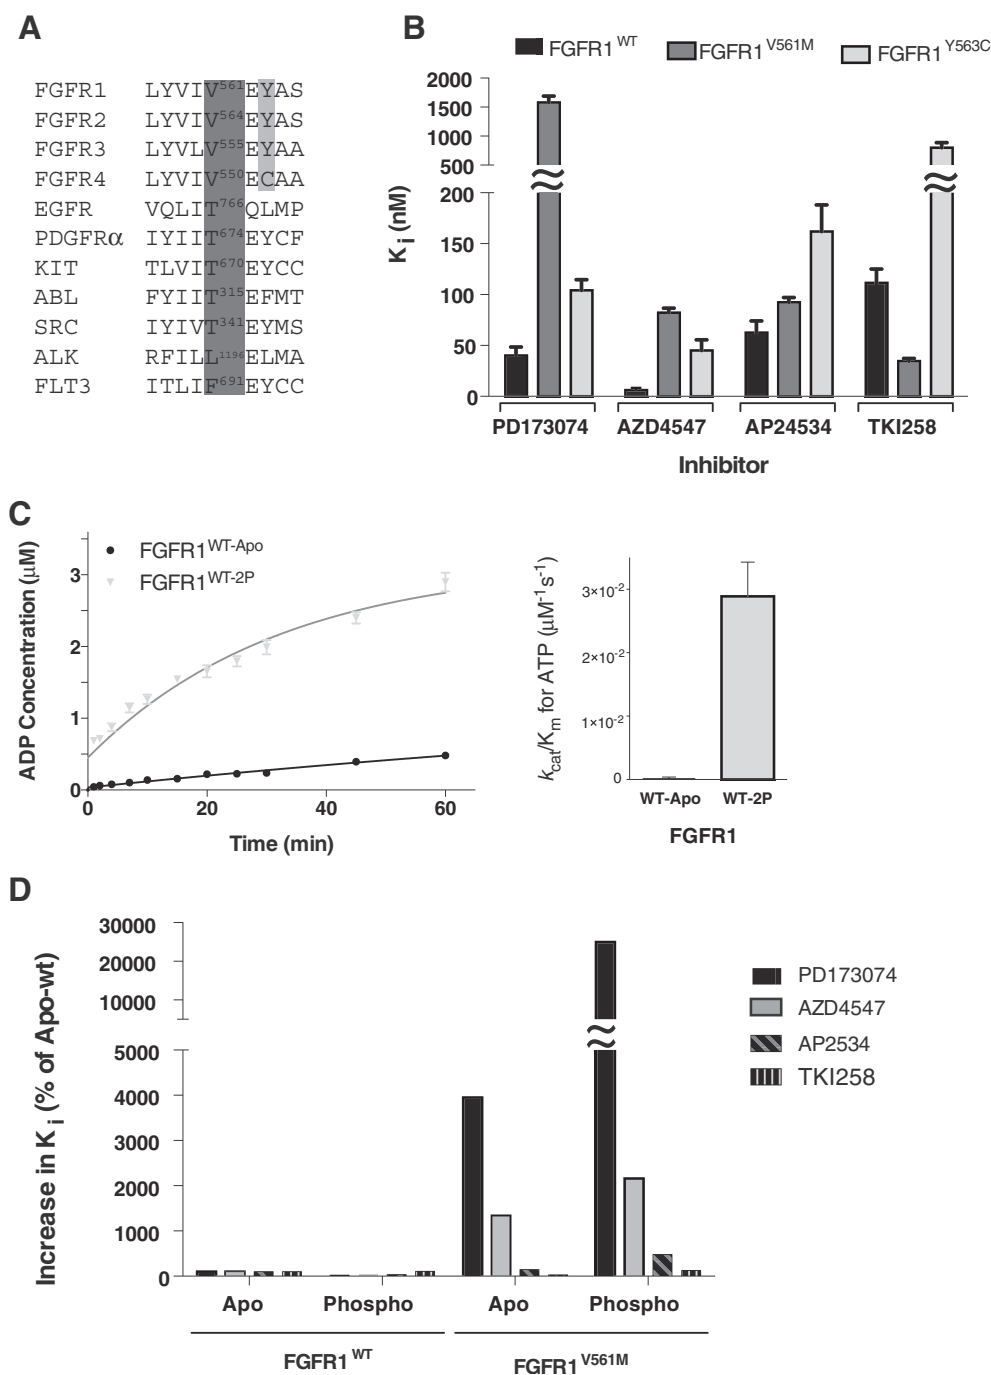 A
FGFR1 LYVIV561EYAS
FGFR2 LYVIV564EYAS
FGFR3 LYVLV555EYAA
FGFR4 LYVIV550ECAA
EGFR VQLIT766QLMP
PDGFRα IYIIT674EYCF
KIT TLVIT670EYCC
ABL FYIIT315EFMT
SRC IYIVT341EYMS
ALK RFILL1196ELMA
FLT3 ITLIF691EYCC
B
FGFR1WT FGFR1V561M FGFR1Y563C
Ki (nM)
2000
1500
1000
500
200
150
100
50
0
PD173074 AZD4547 AP24534 TKI258
Inhibitor
C
ADP Concentration (μM)
FGFR1WT-Apo
FGFR1WT-2P
3
2
1
0
0 20 40 60
Time (min)
kcat/Km for ATP (μM-1s-1)
3×10-2
2×10-2
1×10-2
0
WT-Apo WT-2P
FGFR1
D
Increase in Ki (% of Apo-wt)
30000
20000
10000
5000
4000
3000
2000
1000
0
PD173074
AZD4547
AP2534
TKI258
Apo Phospho Apo Phospho
FGFR1WT FGFR1V561M